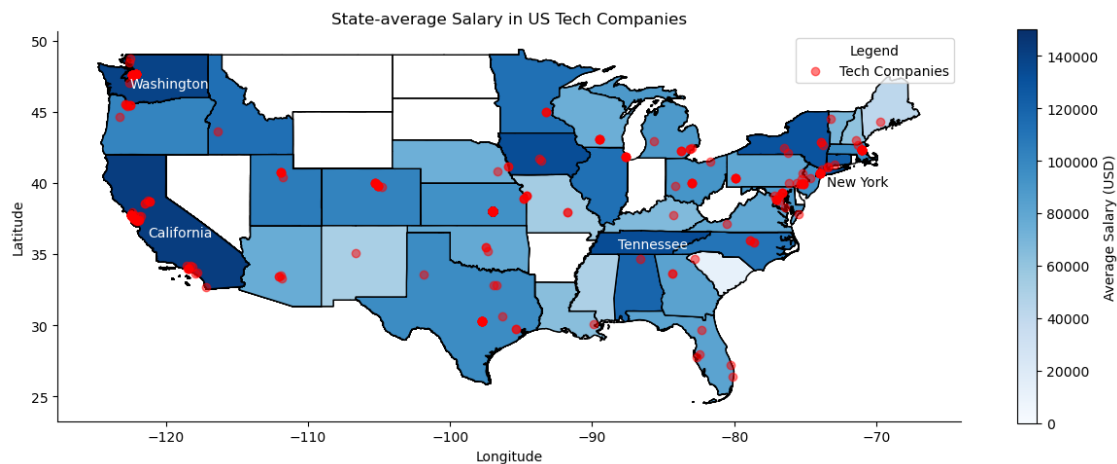 State-average Salary in US Tech Companies
Legend
Tech Companies
Washington
California
Tennessee
New York
50
45
40
35
30
25
Latitude
−120
−110
−100
−90
−80
−70
Longitude
140000
120000
100000
80000
60000
40000
20000
0
Average Salary (USD)